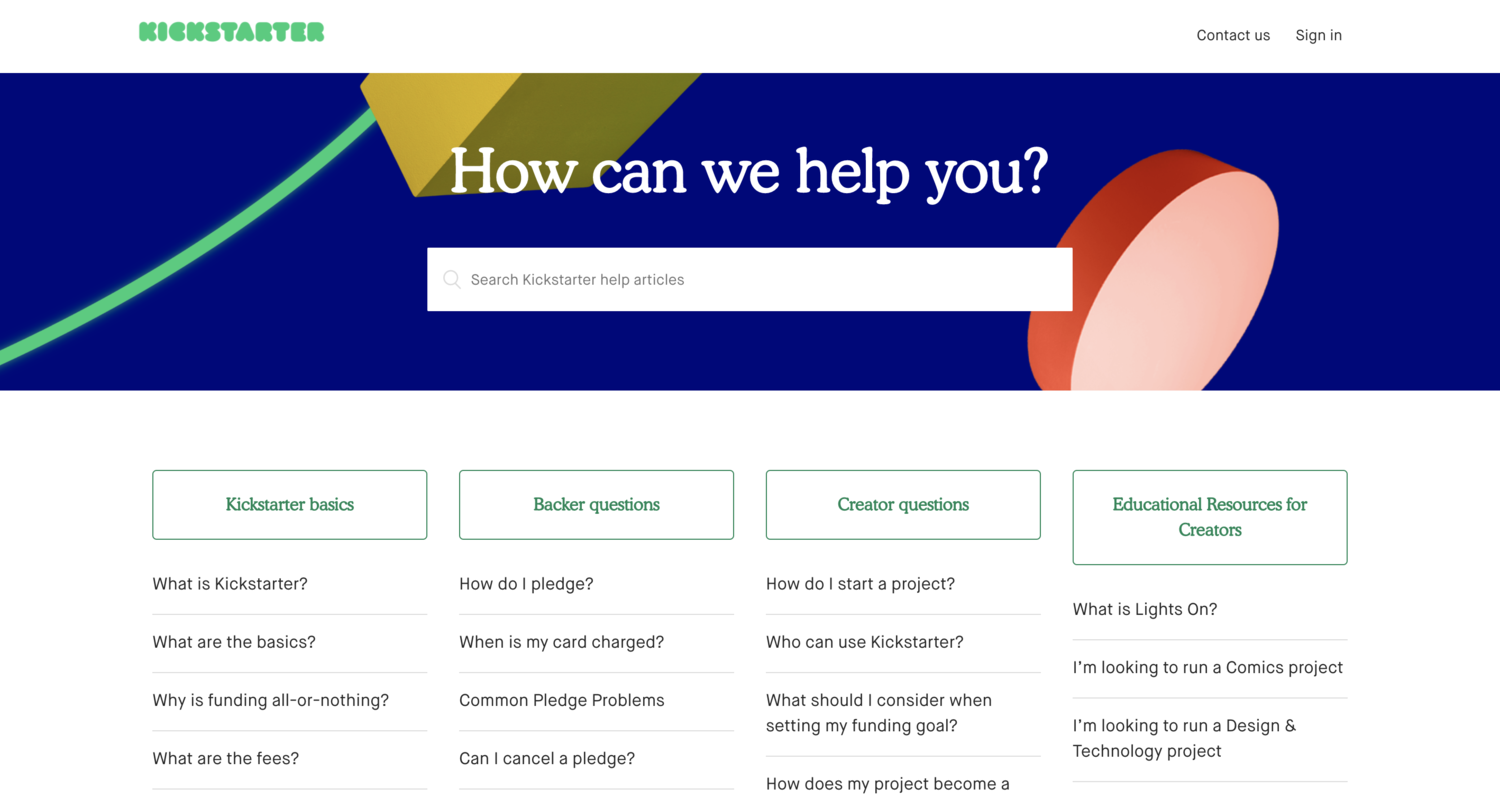 KICKSTARTER
Contact us
Sign in
How can we help you?
Search Kickstarter help articles
Kickstarter basics
What is Kickstarter?
What are the basics?
Why is funding all-or-nothing?
What are the fees?
Backer questions
How do I pledge?
When is my card charged?
Common Pledge Problems
Can I cancel a pledge?
Creator questions
How do I start a project?
Who can use Kickstarter?
What should I consider when
setting my funding goal?
How does my project become a
Educational Resources for
Creators
What is Lights On?
I’m looking to run a Comics project
I’m looking to run a Design &
Technology project